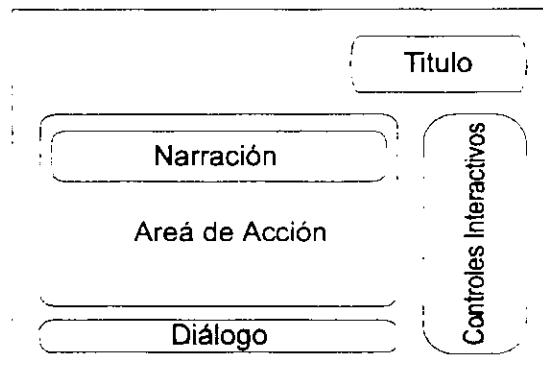 Titulo
Narración
Areá de Acción
Controles Interactivos
Diálogo